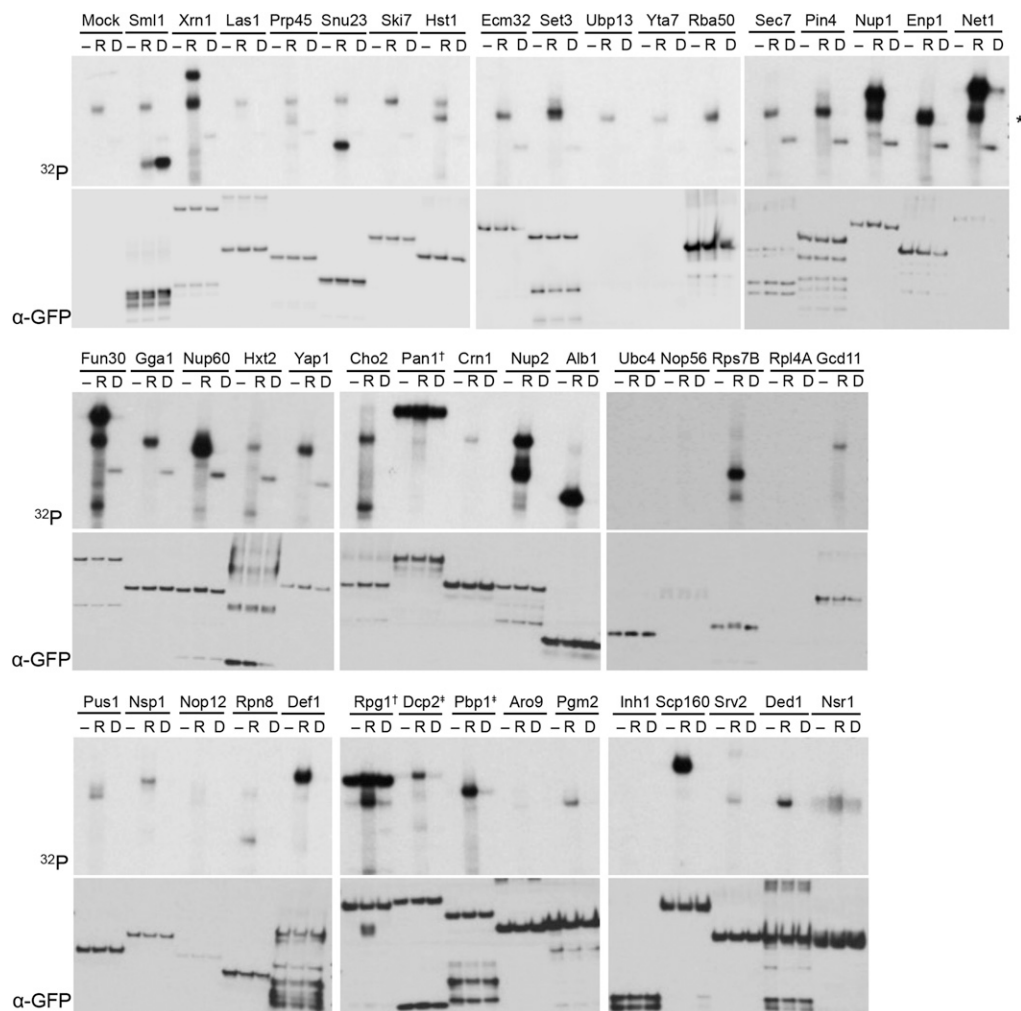 Mock Sml1 Xrn1 Las1 Prp45 Snu23 Ski7 Hst1 Ecm32 Set3 Ubp13 Yta7 Rba50 Sec7 Pin4 Nup1 Enp1 Net1
– R D – R D – R D – R D – R D – R D – R D – R D – R D – R D – R D – R D – R D – R D – R D – R D – R D – R D
*
32P
α-GFP
Fun30 Gga1 Nup60 Hxt2 Yap1 Cho2 Pan1† Crn1 Nup2 Alb1 Ubc4 Nop56 Rps7B Rpl4A Gcd11
– R D – R D – R D – R D – R D – R D – R D – R D – R D – R D – R D – R D – R D – R D – R D
32P
α-GFP
Pus1 Nsp1 Nop12 Rpn8 Def1 Rpg1† Dcp2‡ Pbp1‡ Aro9 Pgm2 Inh1 Scp160 Srv2 Ded1 Nsr1
– R D – R D – R D – R D – R D – R D – R D – R D – R D – R D – R D – R D – R D – R D – R D
32P
α-GFP